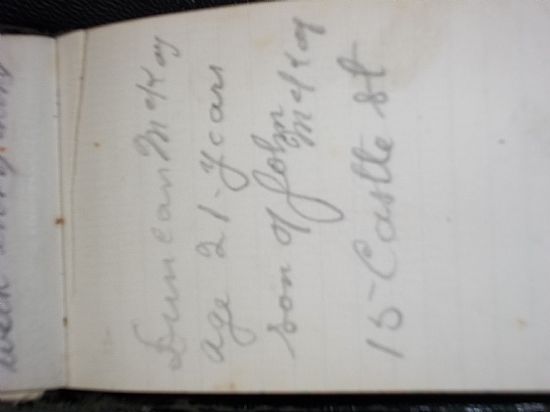 Duncan McKay
age 21 years
son of John McKay
15 Castle st